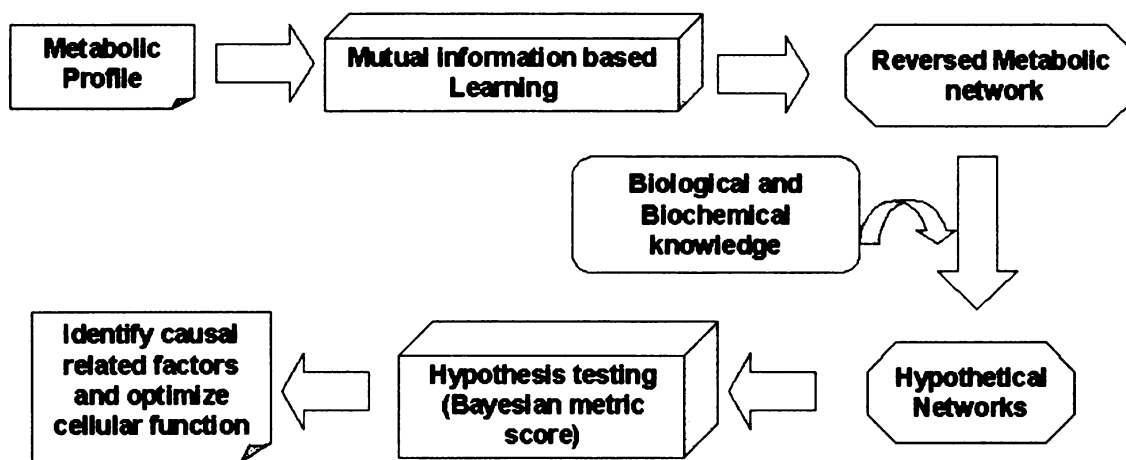 Metabolic
Profile
Mutual information based
Learning
Reversed Metabolic
network
Biological and
Biochemical
knowledge
Identify causal
related factors
and optimize
cellular function
Hypothesis testing
(Bayesian metric
score)
Hypothetical
Networks